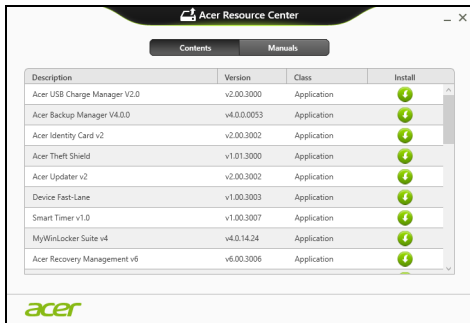 Acer Resource Center
Contents Manuals
Description Version Class Install
Acer USB Charge Manager V2.0 v2.00.3000 Application
Acer Backup Manager V4.0.0 v4.0.0.0053 Application
Acer Identity Card v2 v2.00.3002 Application
Acer Theft Shield v1.01.3000 Application
Acer Updater v2 v2.00.3002 Application
Device Fast-Lane v1.00.3003 Application
Smart Timer v1.0 v1.00.3007 Application
MyWinLocker Suite v4 v4.0.14.24 Application
Acer Recovery Management v6 v6.00.3006 Application
acer